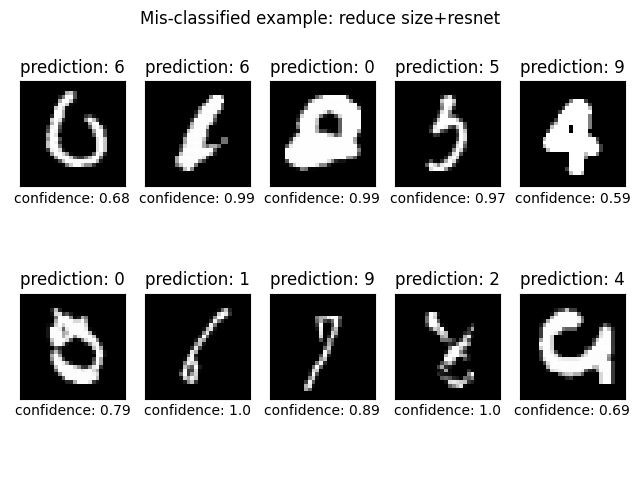 Mis-classified example: reduce size+resnet
prediction: 6 prediction: 6 prediction: 0 prediction: 5 prediction: 9
confidence: 0.68 confidence: 0.99 confidence: 0.99 confidence: 0.97 confidence: 0.59
prediction: 0 prediction: 1 prediction: 9 prediction: 2 prediction: 4
confidence: 0.79 confidence: 1.0 confidence: 0.89 confidence: 1.0 confidence: 0.69